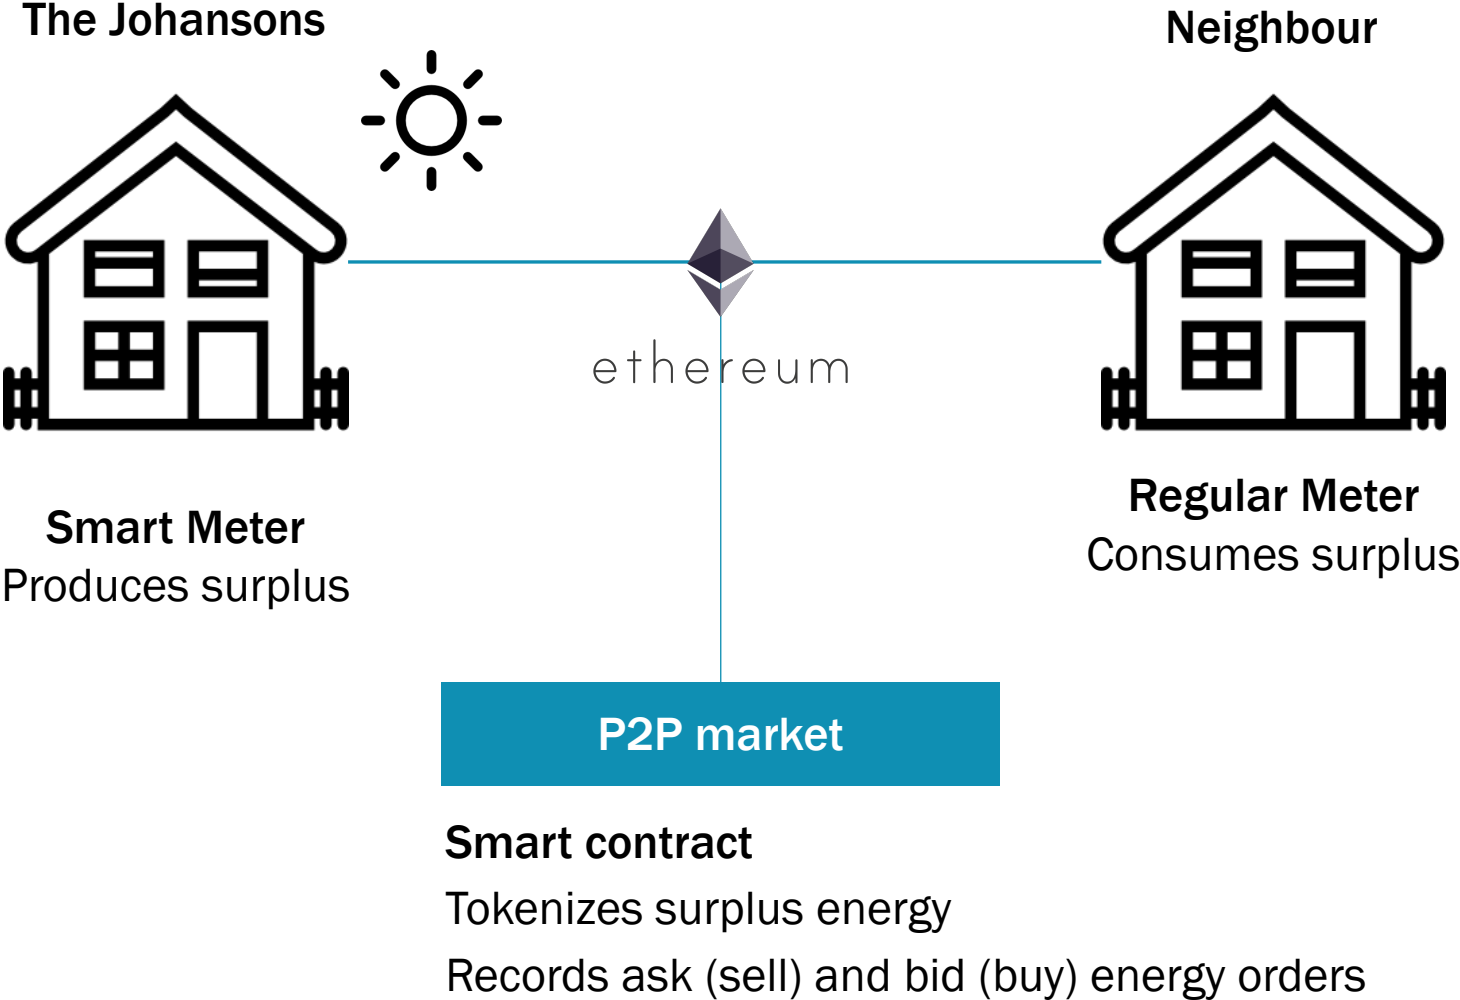 The Johansons
Neighbour
ethereum
Smart Meter
Produces surplus
Regular Meter
Consumes surplus
P2P market
Smart contract
Tokenizes surplus energy
Records ask (sell) and bid (buy) energy orders